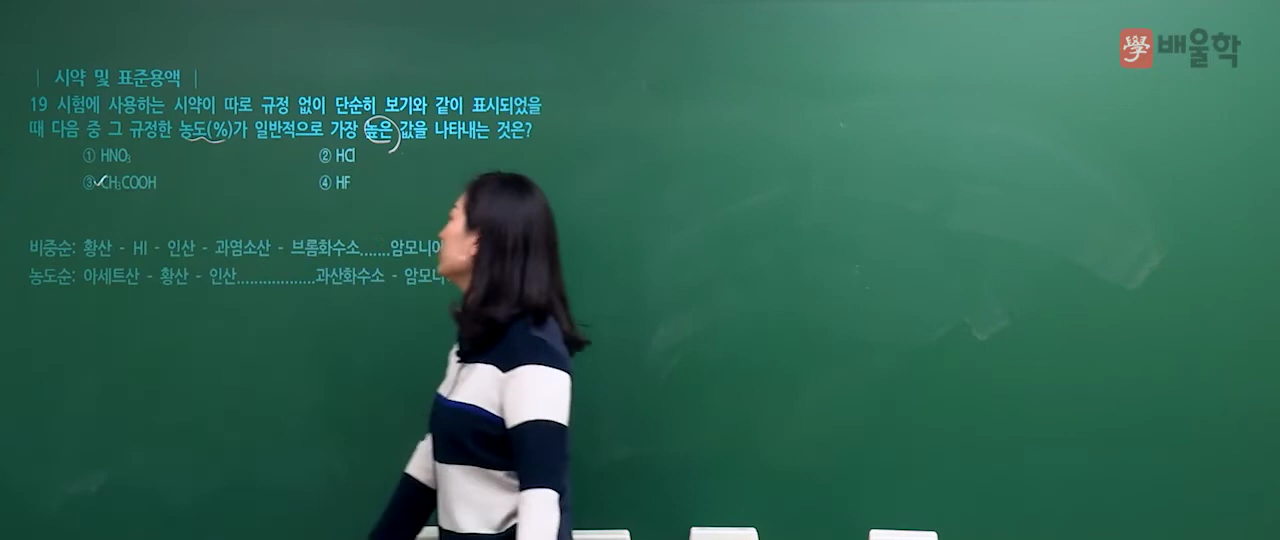 學 배울학
| 시약 및 표준용액 |
19 시험에 사용하는 시약이 따로 규정 없이 단순히 보기와 같이 표시되었을
때 다음 중 그 규정한 농도(%)가 일반적으로 가장 높은 값을 나타내는 것은?
① HNO₃ ② HCl
③ CH₃COOH ④ HF
비중순: 황산 - HI - 인산 - 과염소산 - 브롬화수소.......암모니아
농도순: 아세트산 - 황산 - 인산..................과산화수소 - 암모니